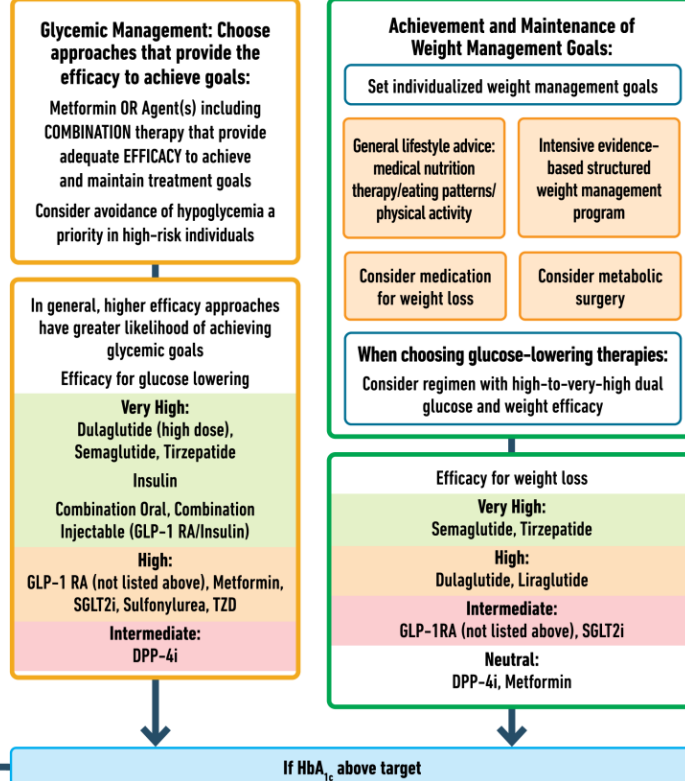 Glycemic Management: Choose
approaches that provide the
efficacy to achieve goals:
Metformin OR Agent(s) including
COMBINATION therapy that provide
adequate EFFICACY to achieve
and maintain treatment goals
Consider avoidance of hypoglycemia a
priority in high-risk individuals
In general, higher efficacy approaches
have greater likelihood of achieving
glycemic goals
Efficacy for glucose lowering
Very High:
Dulaglutide (high dose),
Semaglutide, Tirzepatide
Insulin
Combination Oral, Combination
Injectable (GLP-1 RA/Insulin)
High:
GLP-1 RA (not listed above), Metformin,
SGLT2i, Sulfonylurea, TZD
Intermediate:
DPP-4i
Achievement and Maintenance of
Weight Management Goals:
Set individualized weight management goals
General lifestyle advice:
medical nutrition
therapy/eating patterns/
physical activity
Intensive evidence-
based structured
weight management
program
Consider medication
for weight loss
Consider metabolic
surgery
When choosing glucose-lowering therapies:
Consider regimen with high-to-very-high dual
glucose and weight efficacy
Efficacy for weight loss
Very High:
Semaglutide, Tirzepatide
High:
Dulaglutide, Liraglutide
Intermediate:
GLP-1RA (not listed above), SGLT2i
Neutral:
DPP-4i, Metformin
If HbA1c above target